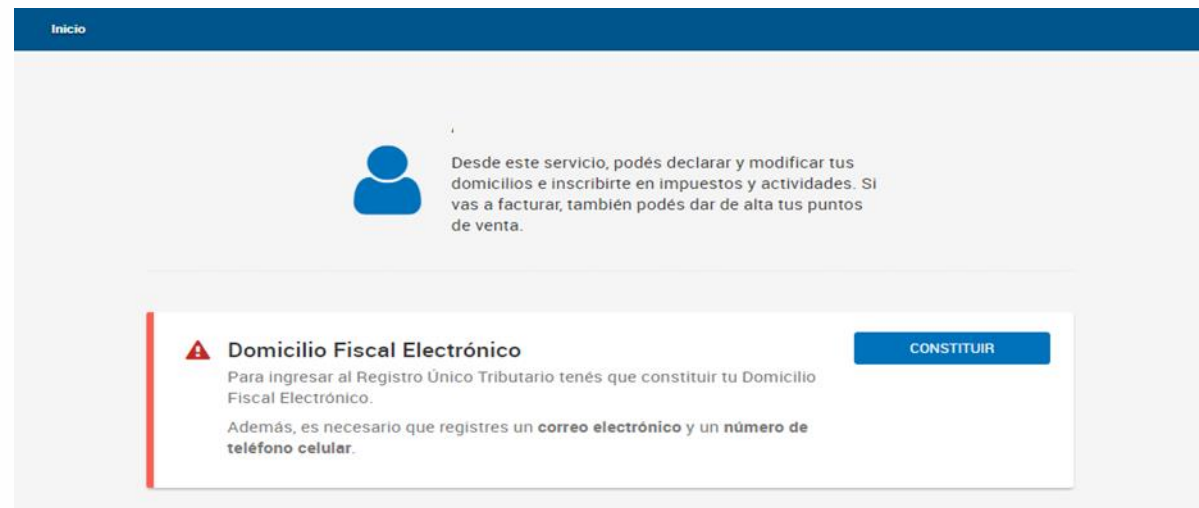 Inicio
Desde este servicio, podés declarar y modificar tus
domicilios e inscribirte en impuestos y actividades. Si
vas a facturar, también podés dar de alta tus puntos
de venta.
Domicilio Fiscal Electrónico
CONSTITUIR
Para ingresar al Registro Único Tributario tenés que constituir tu Domicilio
Fiscal Electrónico.
Además, es necesario que registres un correo electrónico y un número de
teléfono celular.